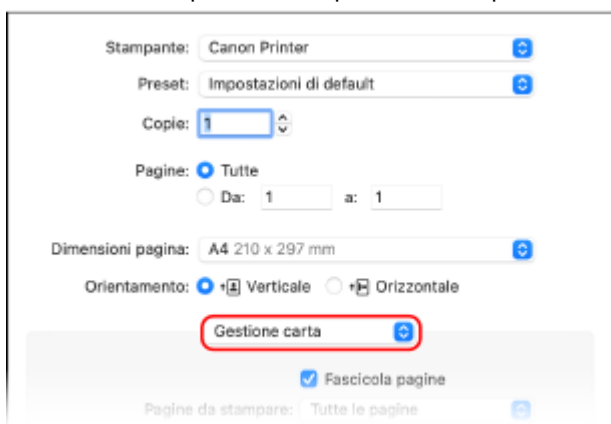 Stampante: Canon Printer
Preset: Impostazioni di default
Copie: 1
Pagine: Tutte
Da: 1 a: 1
Dimensioni pagina: A4 210 x 297 mm
Orientamento: Verticale Orizzontale
Gestione carta
Fascicola pagine
Pagine da stampare: Tutte le pagine